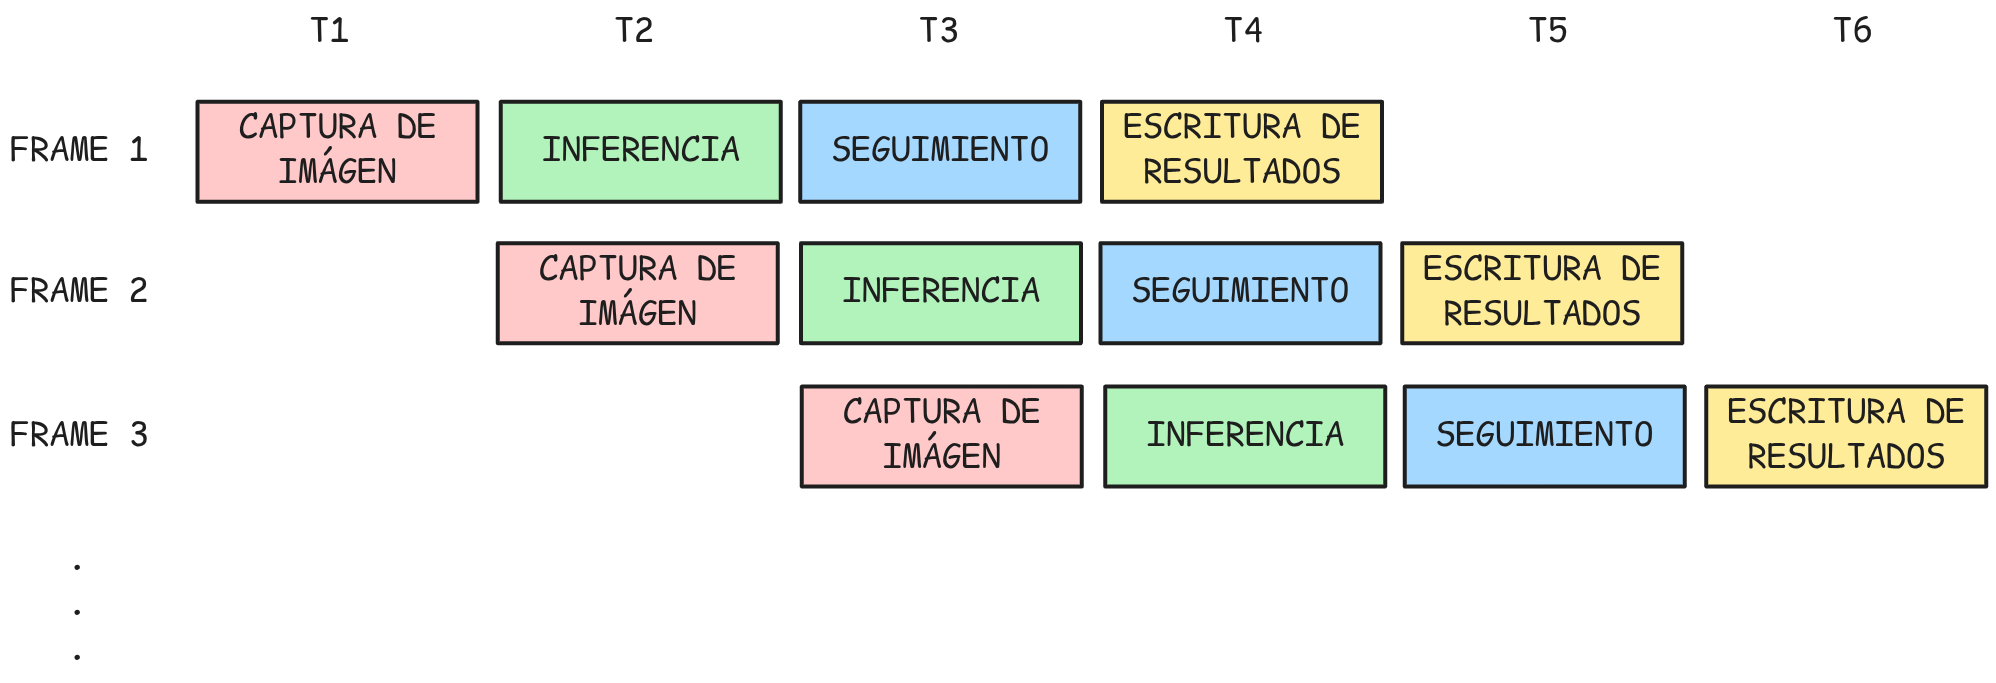 T1 T2 T3 T4 T5 T6
FRAME 1
CAPTURA DE
IMÁGEN
INFERENCIA
SEGUIMIENTO
ESCRITURA DE
RESULTADOS
FRAME 2
CAPTURA DE
IMÁGEN
INFERENCIA
SEGUIMIENTO
ESCRITURA DE
RESULTADOS
FRAME 3
CAPTURA DE
IMÁGEN
INFERENCIA
SEGUIMIENTO
ESCRITURA DE
RESULTADOS
.
.
.